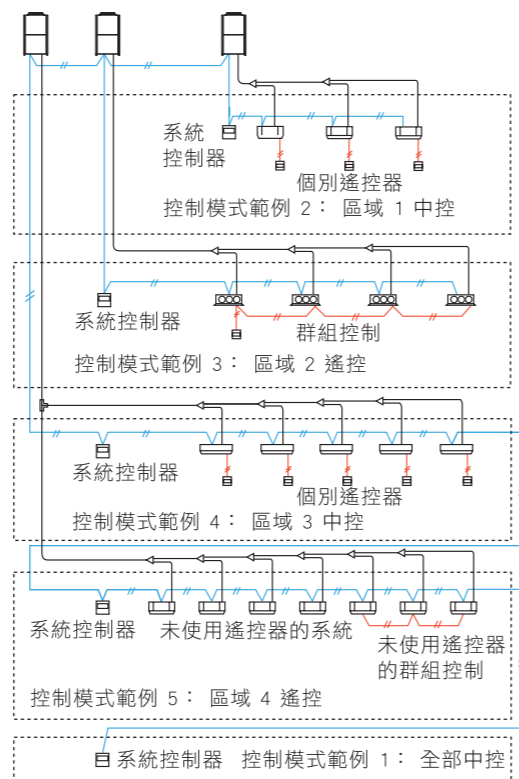 系統
控制器
個別遙控器
控制模式範例 2： 區域 1 中控
系統控制器
群組控制
控制模式範例 3： 區域 2 遙控
系統控制器
個別遙控器
控制模式範例 4： 區域 3 中控
系統控制器
未使用遙控器的系統
未使用遙控器
的群組控制
控制模式範例 5： 區域 4 遙控
系統控制器 控制模式範例 1： 全部中控